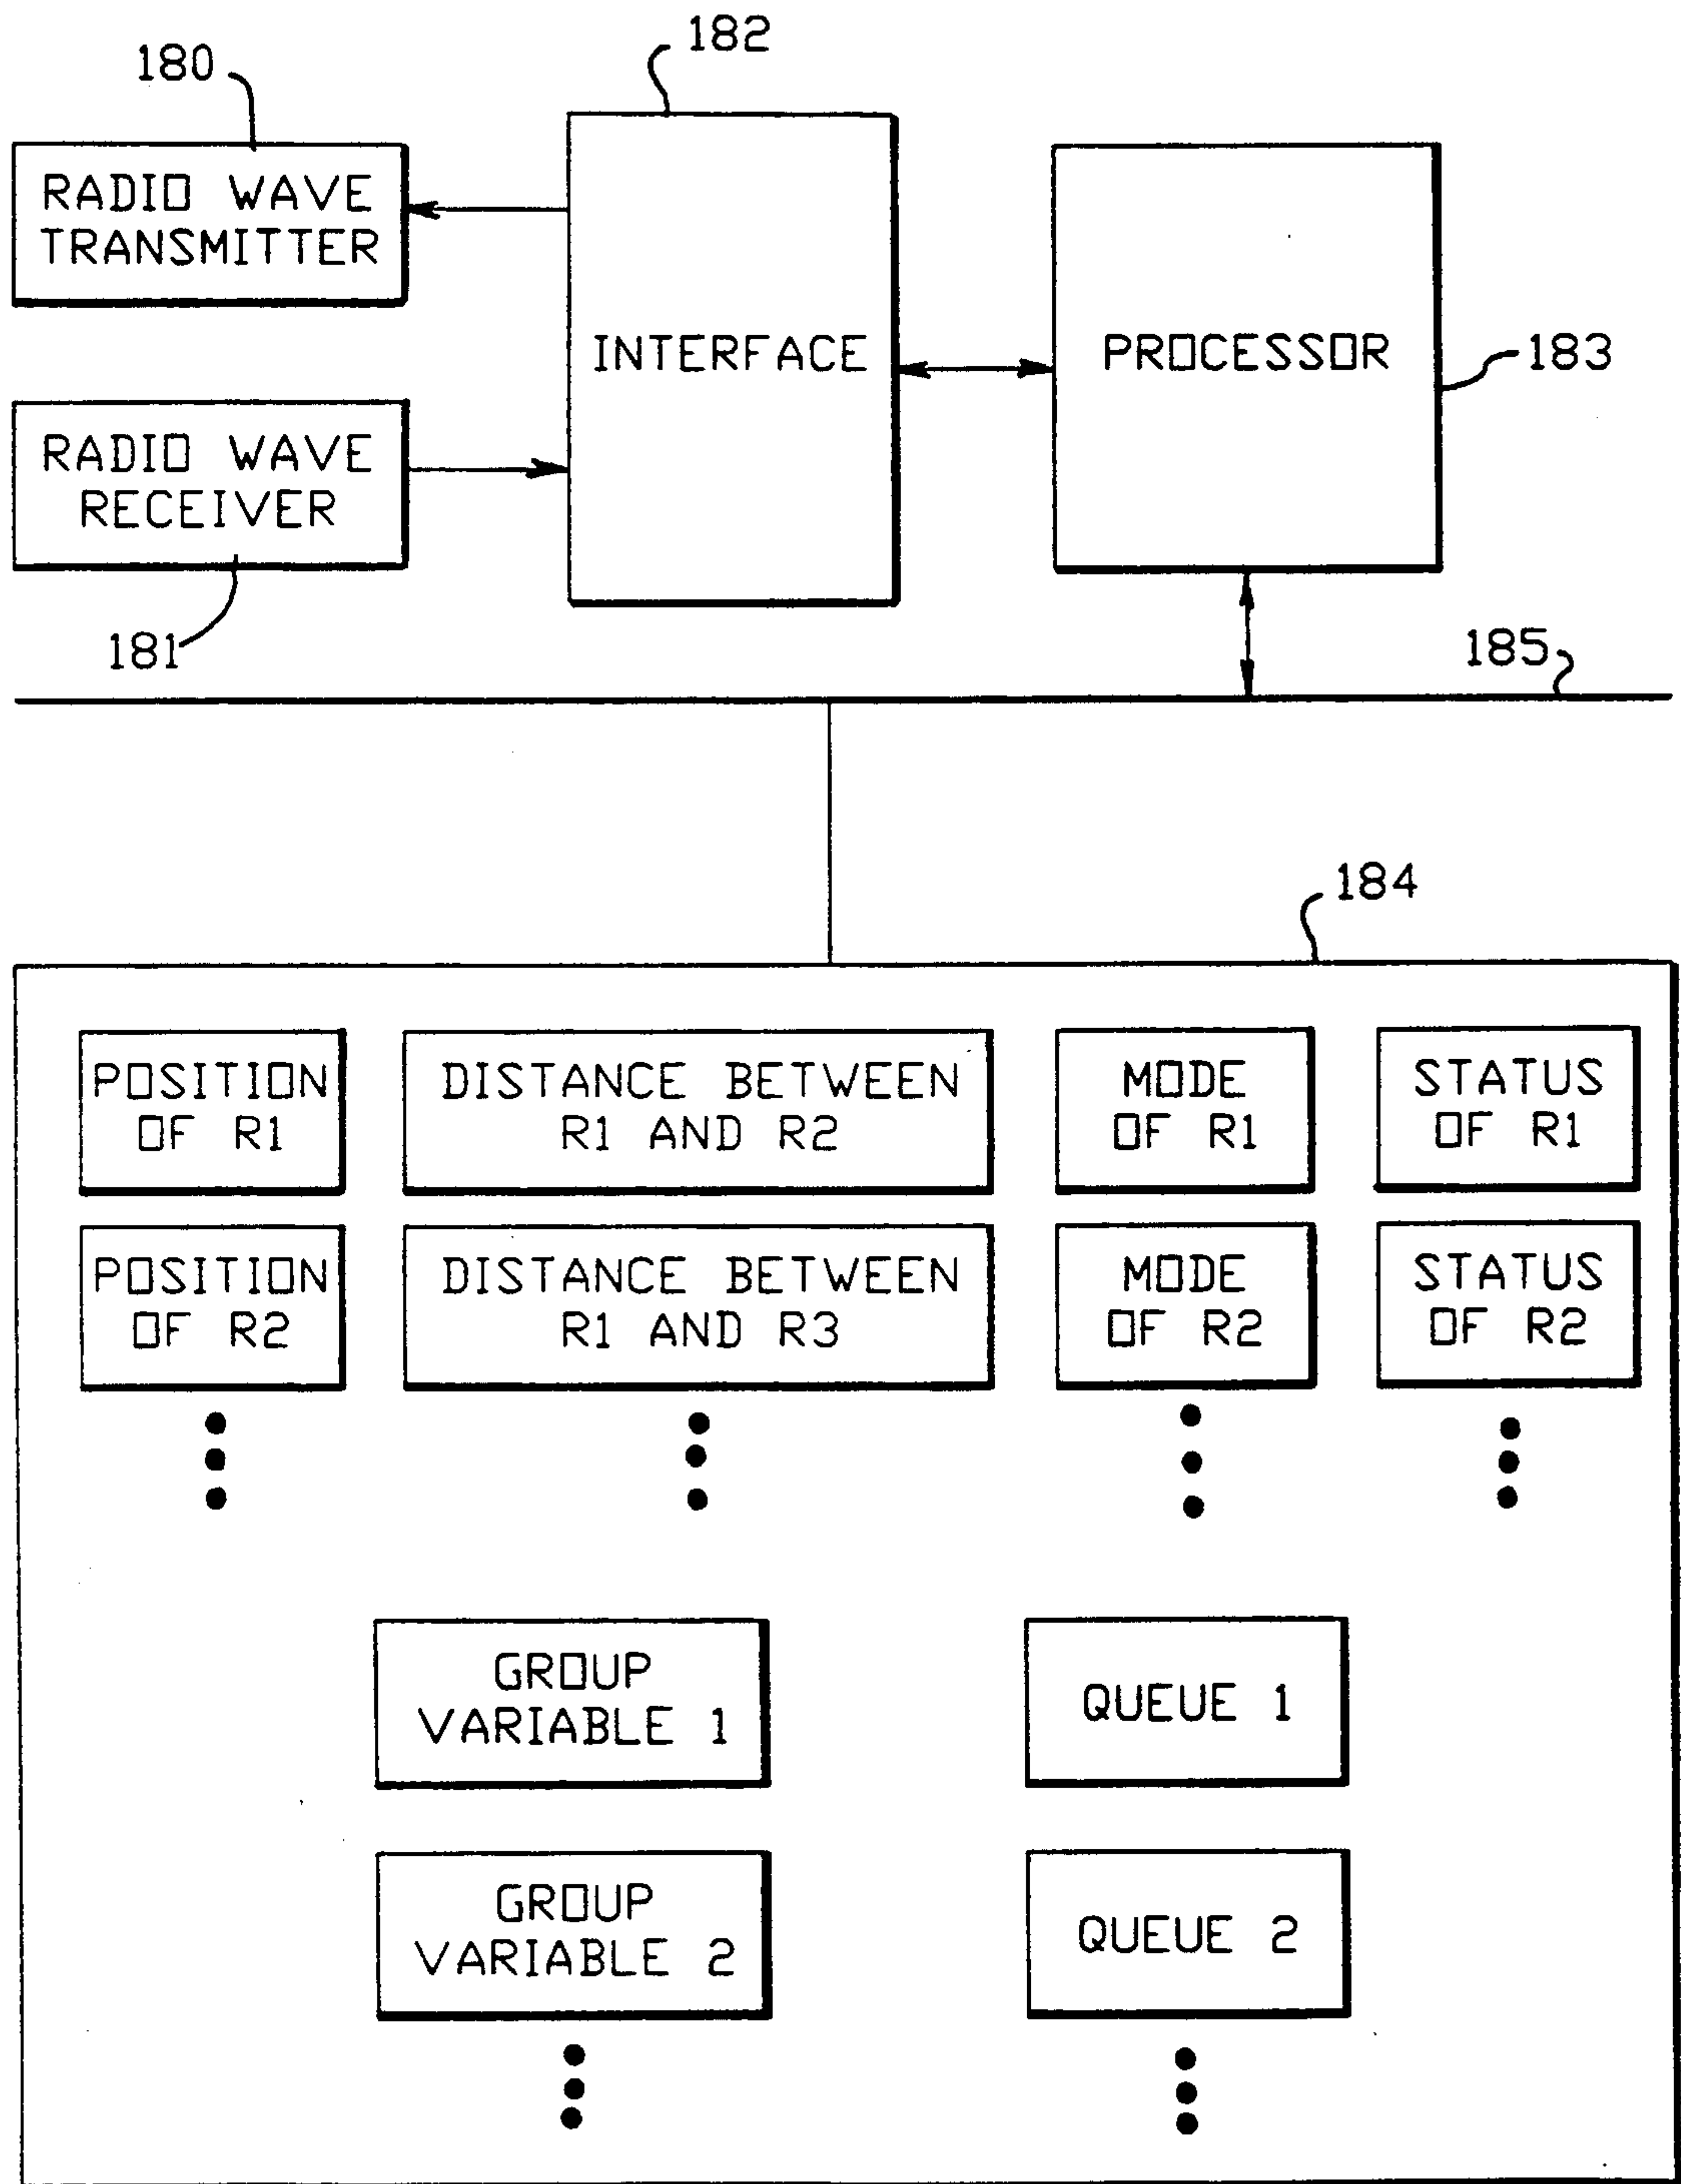 182
180
RADIO WAVE
TRANSMITTER
INTERFACE
PROCESSOR
183
RADIO WAVE
RECEIVER
181
185
184
POSITION
OF R1
DISTANCE BETWEEN
R1 AND R2
MODE
OF R1
STATUS
OF R1
POSITION
OF R2
DISTANCE BETWEEN
R1 AND R3
MODE
OF R2
STATUS
OF R2
GROUP
VARIABLE 1
QUEUE 1
GROUP
VARIABLE 2
QUEUE 2